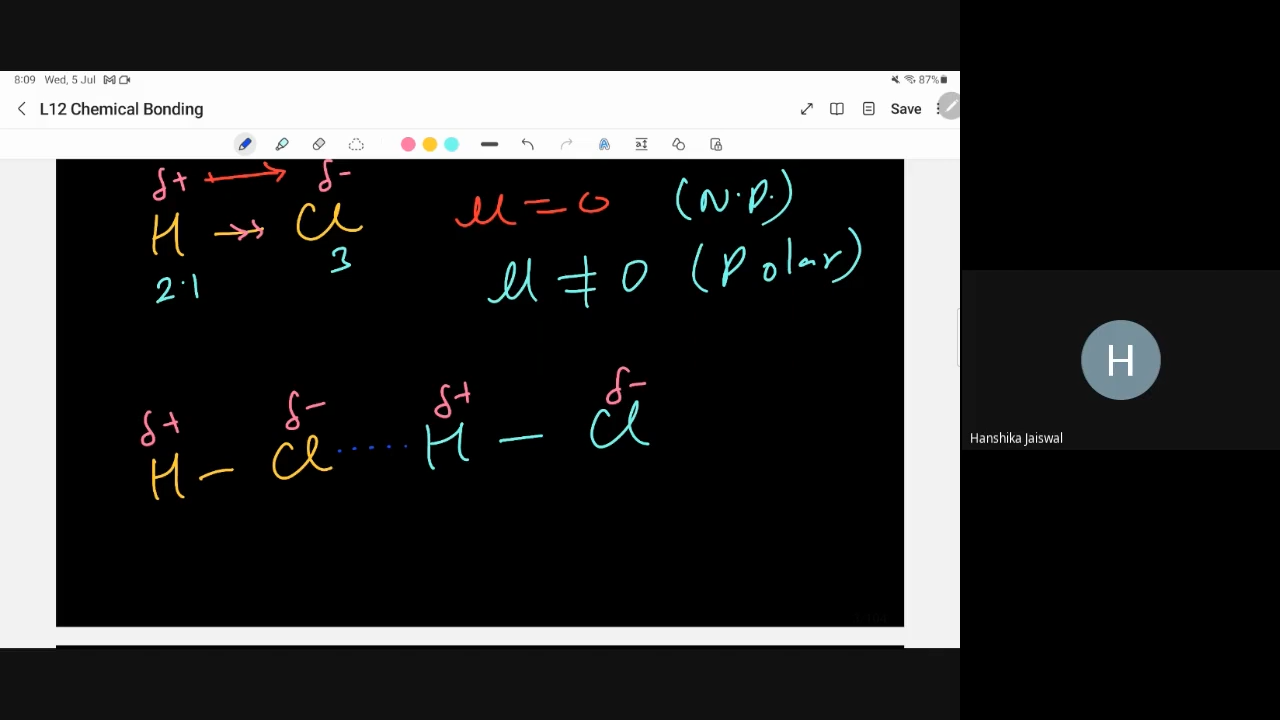 8:09 Wed, 5 Jul 87%
L12 Chemical Bonding Save
δ+ δ-
H Cl μ=0 (N.P.)
2.1 3 μ≠0 (Polar)
δ+ δ- δ+ δ-
H - Cl ····· H - Cl
H
Hanshika Jaiswal